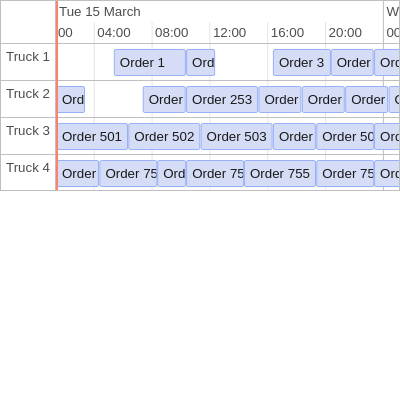 Tue 15 March W
00 04:00 08:00 12:00 16:00 20:00 00
Truck 1 Order 1 Ord Order 3 Order Ord
Truck 2 Ord Order Order 253 Order Order Order
Truck 3 Order 501 Order 502 Order 503 Order Order 50 Ord
Truck 4 Order Order 75 Ord Order 75 Order 755 Order 75 Ord